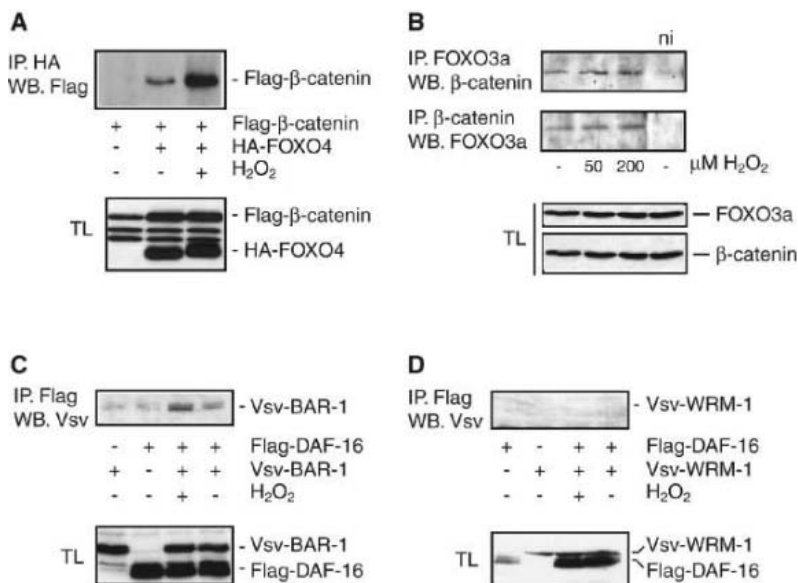 A
IP. HA
WB. Flag
- Flag-β-catenin
+ + + Flag-β-catenin
- + + HA-FOXO4
- - + H₂O₂
TL
- Flag-β-catenin
- HA-FOXO4
B
ni
IP. FOXO3a
WB. β-catenin
IP. β-catenin
WB. FOXO3a
- 50 200 - μM H₂O₂
TL
— FOXO3a
— β-catenin
C
IP. Flag
WB. Vsv
- Vsv-BAR-1
- + + + Flag-DAF-16
+ - + + Vsv-BAR-1
- - + - H₂O₂
TL
- Vsv-BAR-1
- Flag-DAF-16
D
IP. Flag
WB. Vsv
- Vsv-WRM-1
+ - + + Flag-DAF-16
- + + + Vsv-WRM-1
- - + - H₂O₂
TL
Vsv-WRM-1
Flag-DAF-16